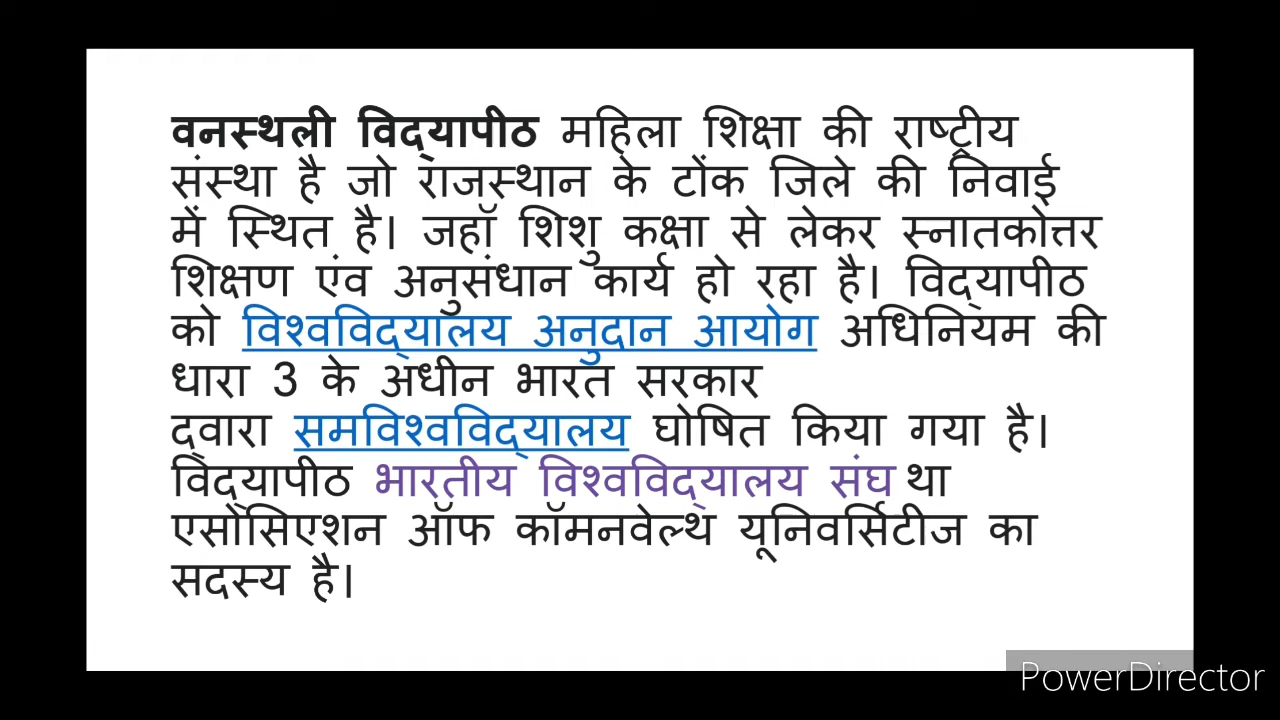 वनस्थली विद्यापीठ महिला शिक्षा की राष्ट्रीय
संस्था है जो राजस्थान के टोंक जिले की निवाई
में स्थित है। जहॉ शिशु कक्षा से लेकर स्नातकोत्तर
शिक्षण एंव अनुसंधान कार्य हो रहा है। विद्यापीठ
को विश्वविद्यालय अनुदान आयोग अधिनियम की
धारा 3 के अधीन भारत सरकार
द्वारा समविश्वविद्यालय घोषित किया गया है।
विद्यापीठ भारतीय विश्वविद्यालय संघ था
एसोसिएशन ऑफ कॉमनवेल्थ यूनिवर्सिटीज का
सदस्य है।
PowerDirector